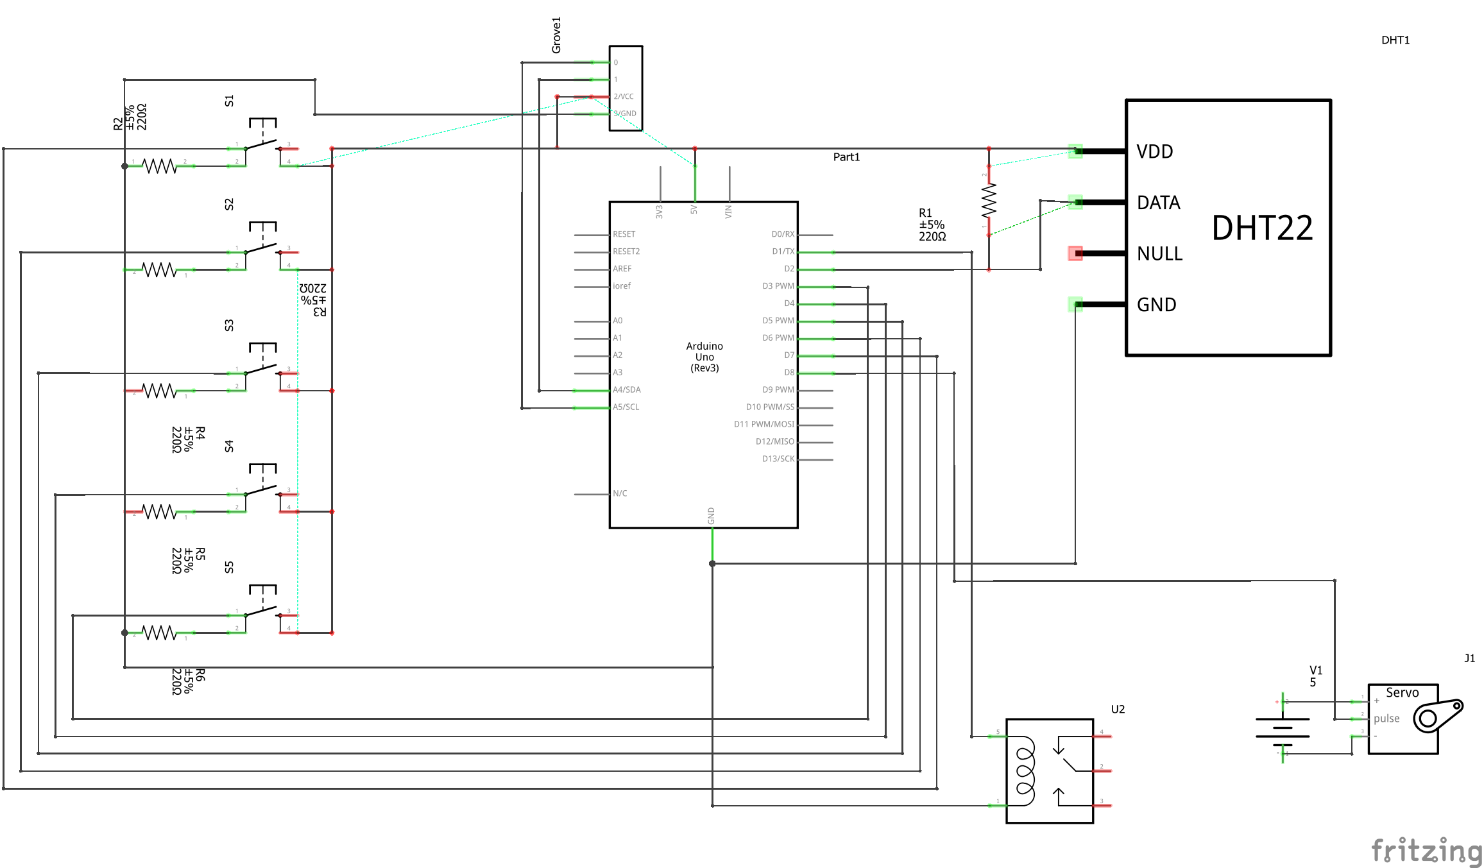 Grove1
DHT1
0
1
2/VCC
3/GND
S1
R2
±5%
220Ω
Part1
VDD
DATA
NULL
GND
DHT22
R1
±5%
220Ω
3V3
5V
VIN
RESET
RESET2
AREF
ioref
A0
A1
A2
A3
A4/SDA
A5/SCL
N/C
GND
Arduino
Uno
(Rev3)
D0/RX
D1/TX
D2
D3 PWM
D4
D5 PWM
D6 PWM
D7
D8
D9 PWM
D10 PWM/SS
D11 PWM/MOSI
D12/MISO
D13/SCK
S2
R3
±5%
220Ω
S3
R4
±5%
220Ω
S4
R5
±5%
220Ω
S5
R6
±5%
220Ω
U2
V1
5
J1
Servo
+
pulse
-
fritzing